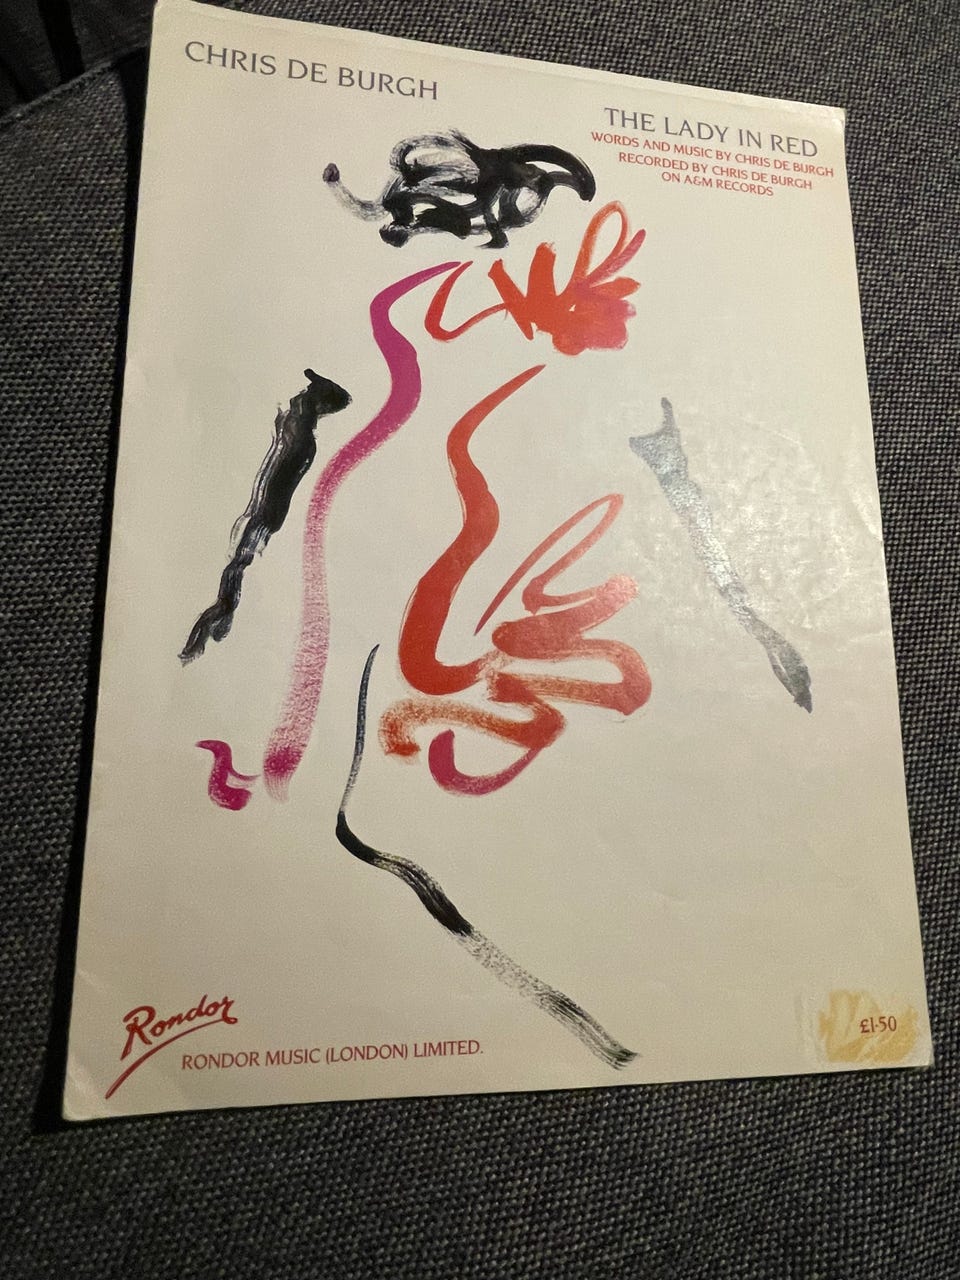 CHRIS DE BURGH
THE LADY IN RED
WORDS AND MUSIC BY CHRIS DE BURGH
RECORDED BY CHRIS DE BURGH
ON A&M RECORDS
Rondor
RONDOR MUSIC (LONDON) LIMITED.
£1·50